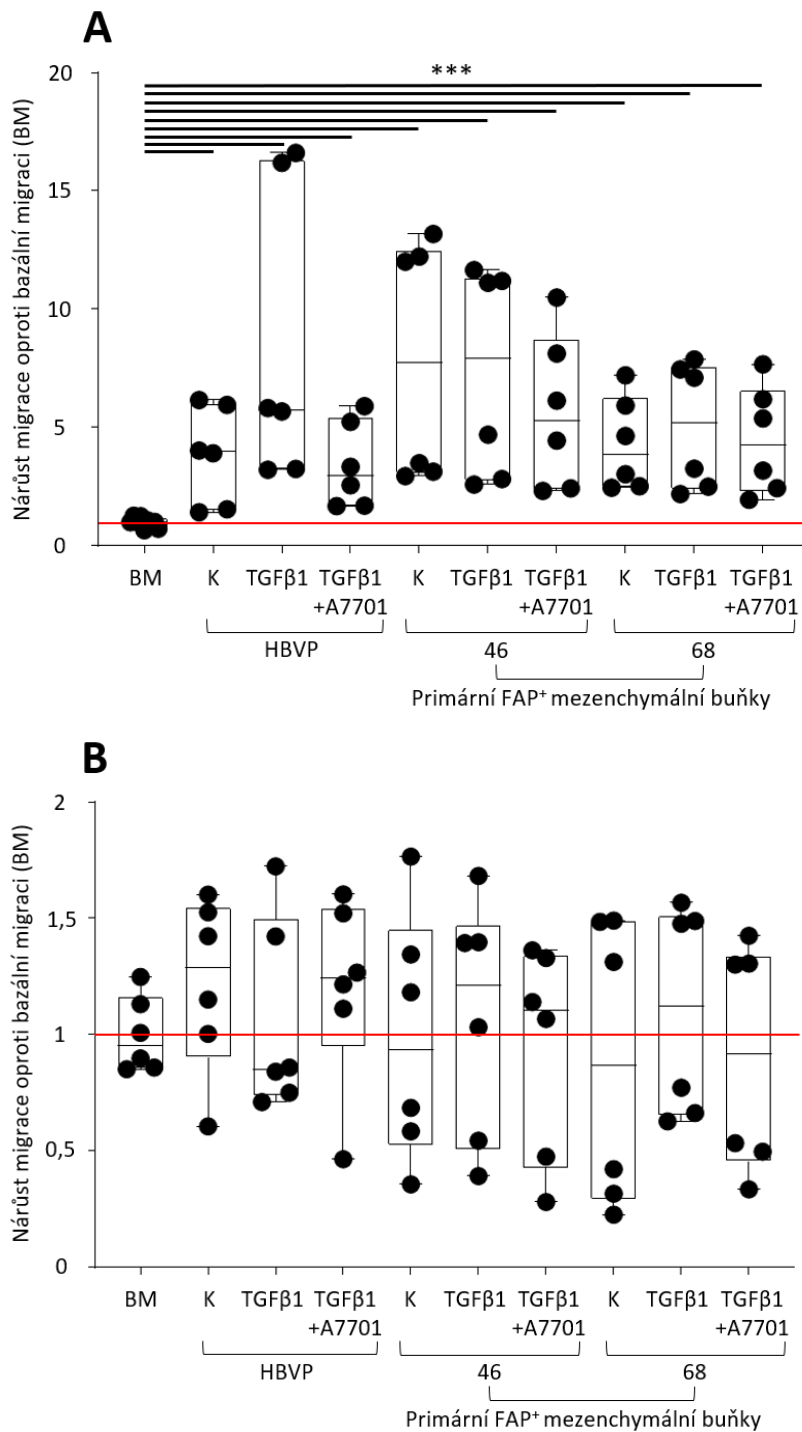 A
Nárůst migrace oproti bazální migraci (BM)
20
***
15
10
5
0
BM K TGFβ1 TGFβ1 K TGFβ1 TGFβ1 K TGFβ1 TGFβ1
+A7701 +A7701 +A7701
HBVP 46 68
Primární FAP⁺ mezenchymální buňky
B
Nárůst migrace oproti bazální migraci (BM)
2
1,5
1
0,5
0
BM K TGFβ1 TGFβ1 K TGFβ1 TGFβ1 K TGFβ1 TGFβ1
+A7701 +A7701 +A7701
HBVP 46 68
Primární FAP⁺ mezenchymální buňky